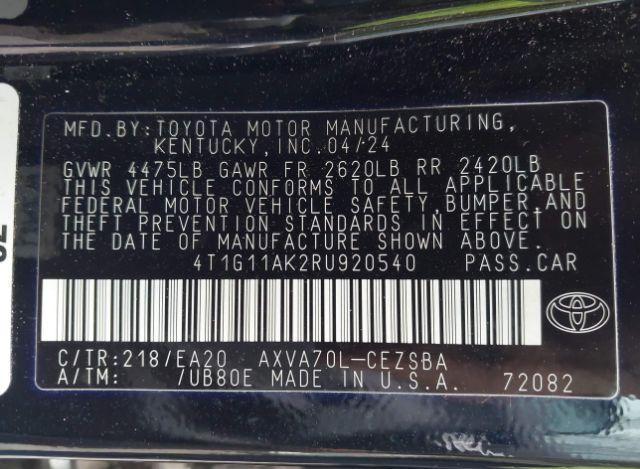 MFD.BY:TOYOTA MOTOR MANUFACTURING,
KENTUCKY,INC.04/24
GVWR 4475LB GAWR FR 2620LB RR 2420LB
THIS VEHICLE CONFORMS TO ALL APPLICABLE
FEDERAL MOTOR VEHICLE SAFETY,BUMPER,AND
THEFT PREVENTION STANDARDS IN EFFECT ON
THE DATE OF MANUFACTURE SHOWN ABOVE.
4T1G11AK2RU920540 PASS.CAR
C/TR:218/EA20 AXVA70L-CEZSBA
A/TM: /UB80E MADE IN U.S.A. 72082